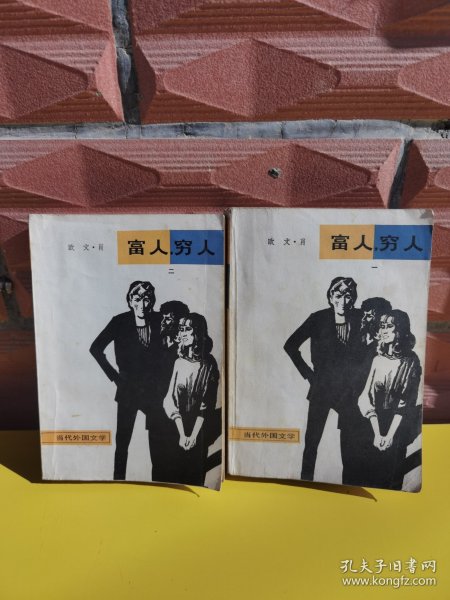 欧文·肖
富人,穷人
二
当代外国文学
欧文·肖
富人,穷人
一
当代外国文学
孔夫子旧书网
www.kongfz.com